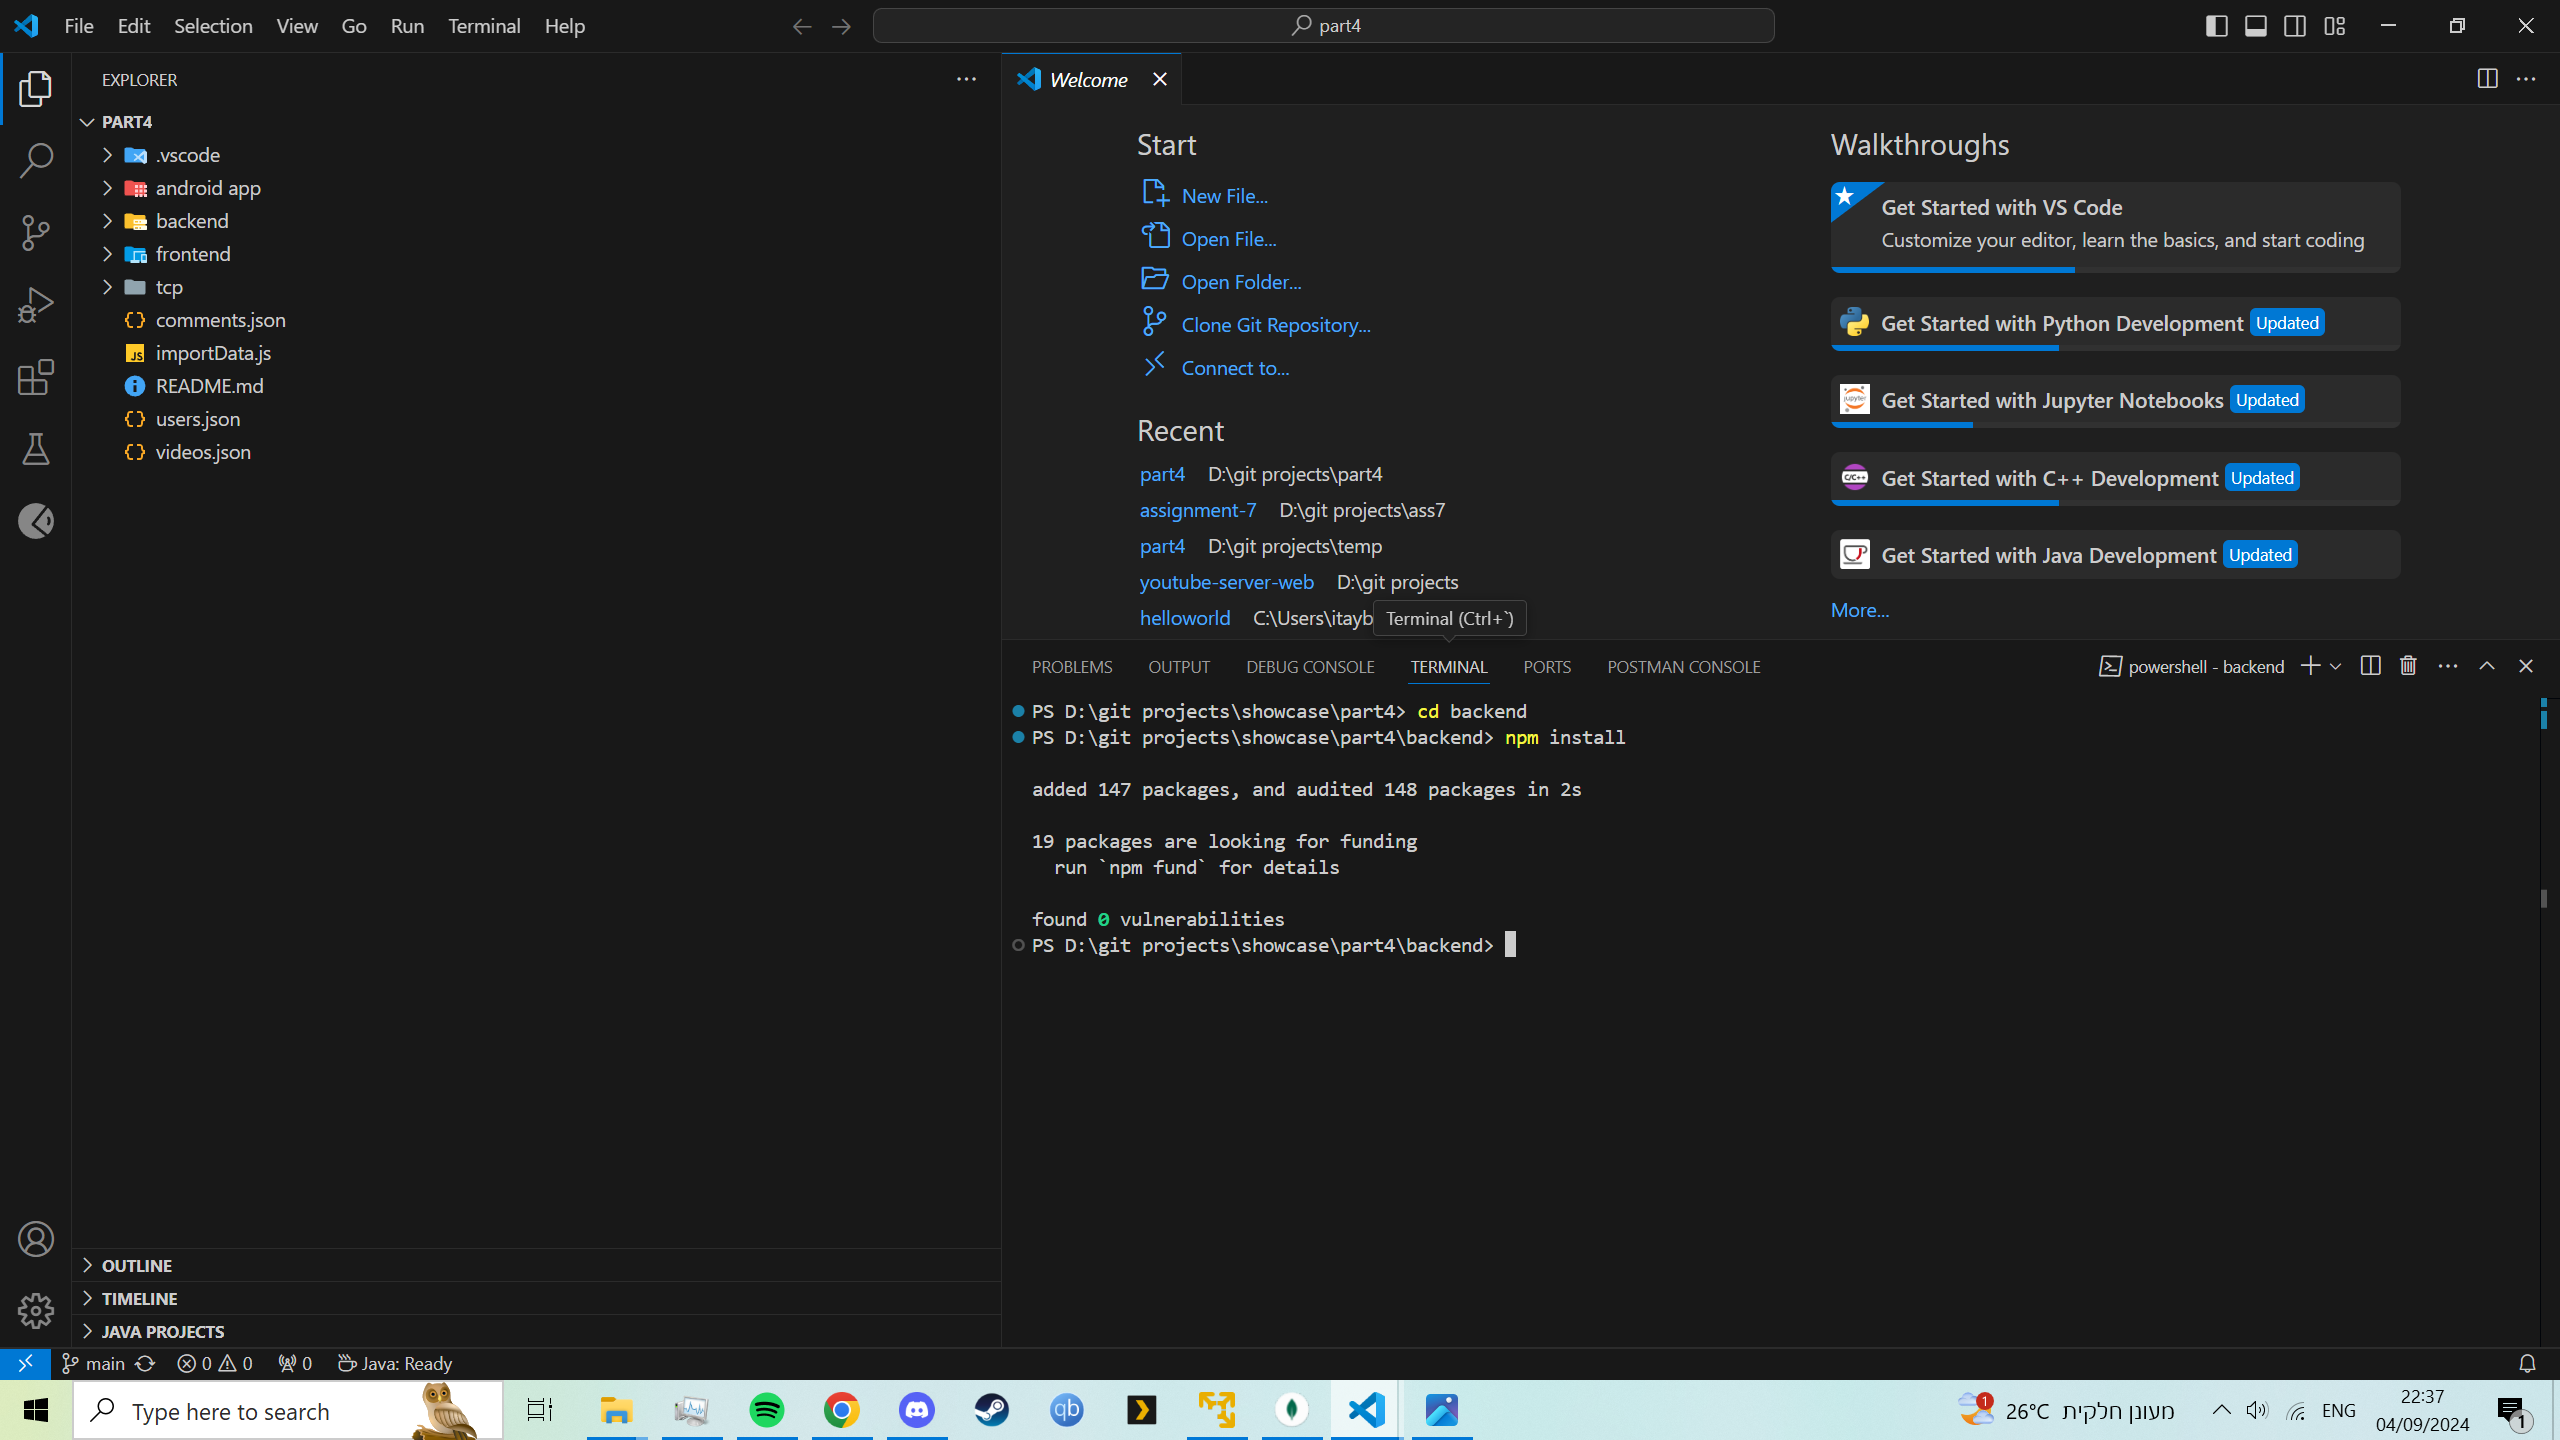 File Edit Selection View Go Run Terminal Help
part4
EXPLORER
PART4
.vscode
android app
backend
frontend
tcp
comments.json
JS importData.js
README.md
users.json
videos.json
OUTLINE
TIMELINE
JAVA PROJECTS
Welcome
Start
New File...
Open File...
Open Folder...
Clone Git Repository...
Connect to...
Recent
part4 D:\git projects\part4
assignment-7 D:\git projects\ass7
part4 D:\git projects\temp
youtube-server-web D:\git projects
helloworld C:\Users\itayb
Terminal (Ctrl+`)
Walkthroughs
Get Started with VS Code
Customize your editor, learn the basics, and start coding
Get Started with Python Development Updated
jupyter Get Started with Jupyter Notebooks Updated
C/C++ Get Started with C++ Development Updated
Get Started with Java Development Updated
More...
PROBLEMS OUTPUT DEBUG CONSOLE TERMINAL PORTS POSTMAN CONSOLE
powershell - backend
PS D:\git projects\showcase\part4> cd backend
PS D:\git projects\showcase\part4\backend> npm install
added 147 packages, and audited 148 packages in 2s
19 packages are looking for funding
run `npm fund` for details
found 0 vulnerabilities
PS D:\git projects\showcase\part4\backend>
main 0 0 0 Java: Ready
Type here to search
qb
1
26°C מעונן חלקית
ENG
22:37
04/09/2024
1